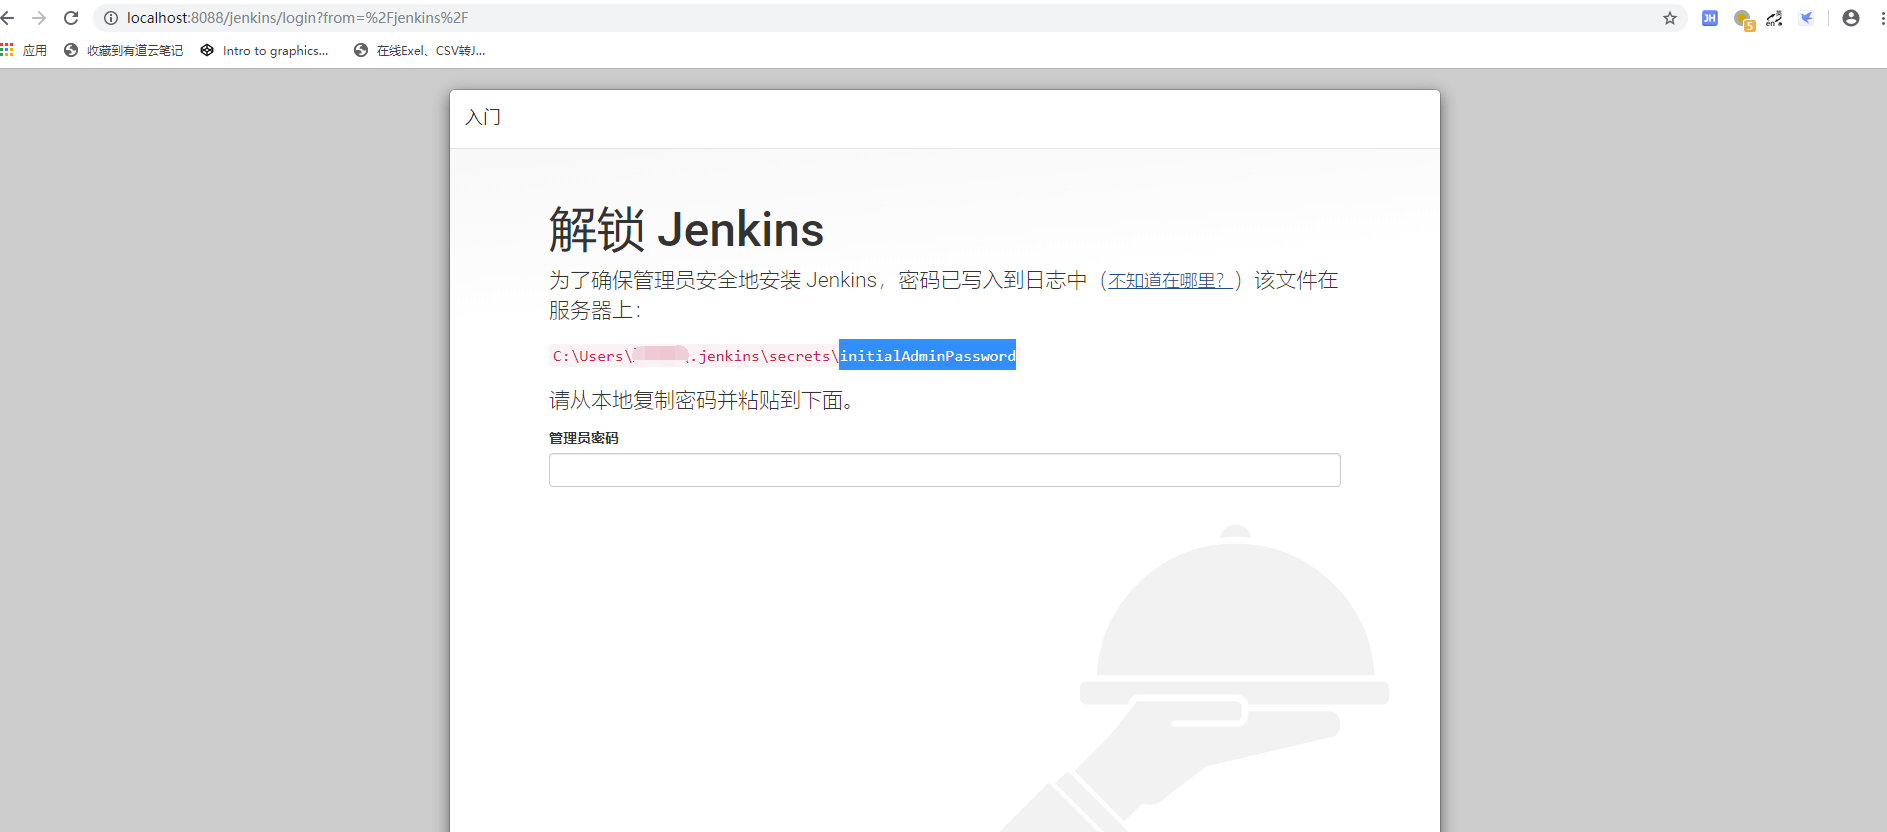 localhost:8088/jenkins/login?from=%2Fjenkins%2F
JH
5
en
英
应用
收藏到有道云笔记
Intro to graphics...
在线Exel、CSV转J...
入门
解锁 Jenkins
为了确保管理员安全地安装 Jenkins，密码已写入到日志中（不知道在哪里？）该文件在
服务器上：
C:\Users\ .jenkins\secrets\initialAdminPassword
请从本地复制密码并粘贴到下面。
管理员密码